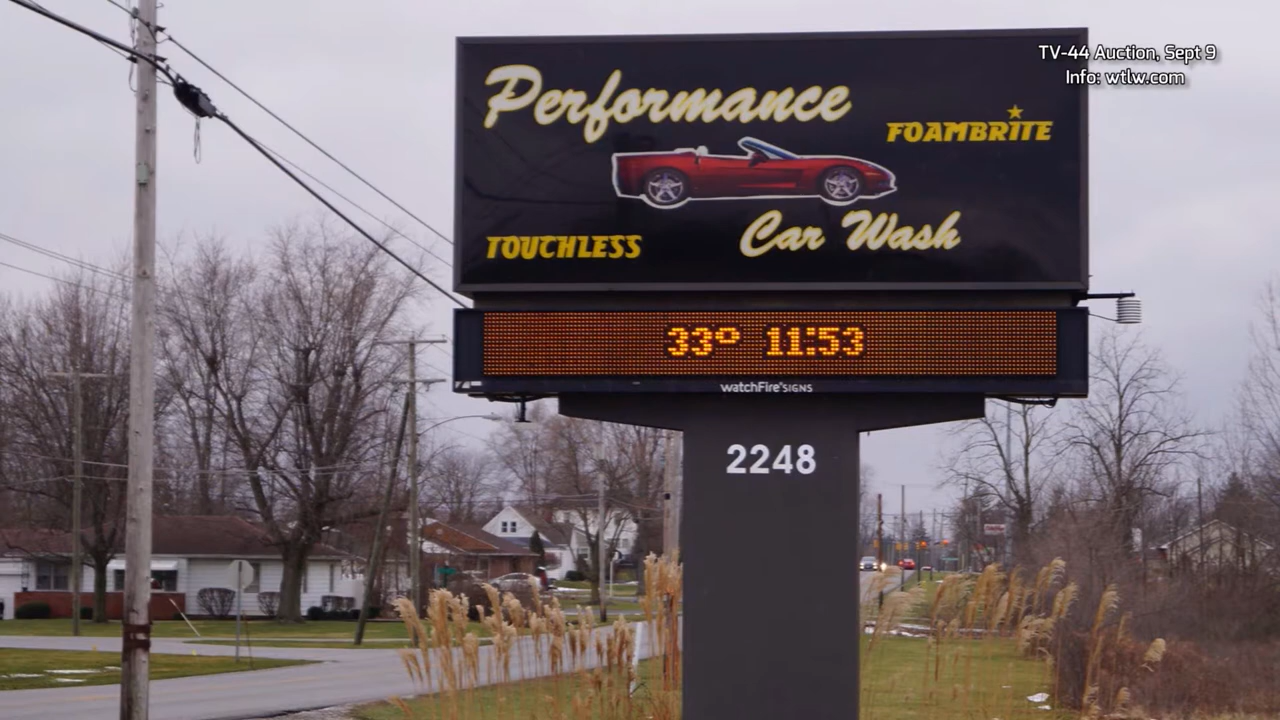 TV-44 Auction, Sept 9
Info: wtlw.com
Performance
FOAMBRITE
Car Wash
TOUCHLESS
33° 11:53
watchFire SIGNS
2248